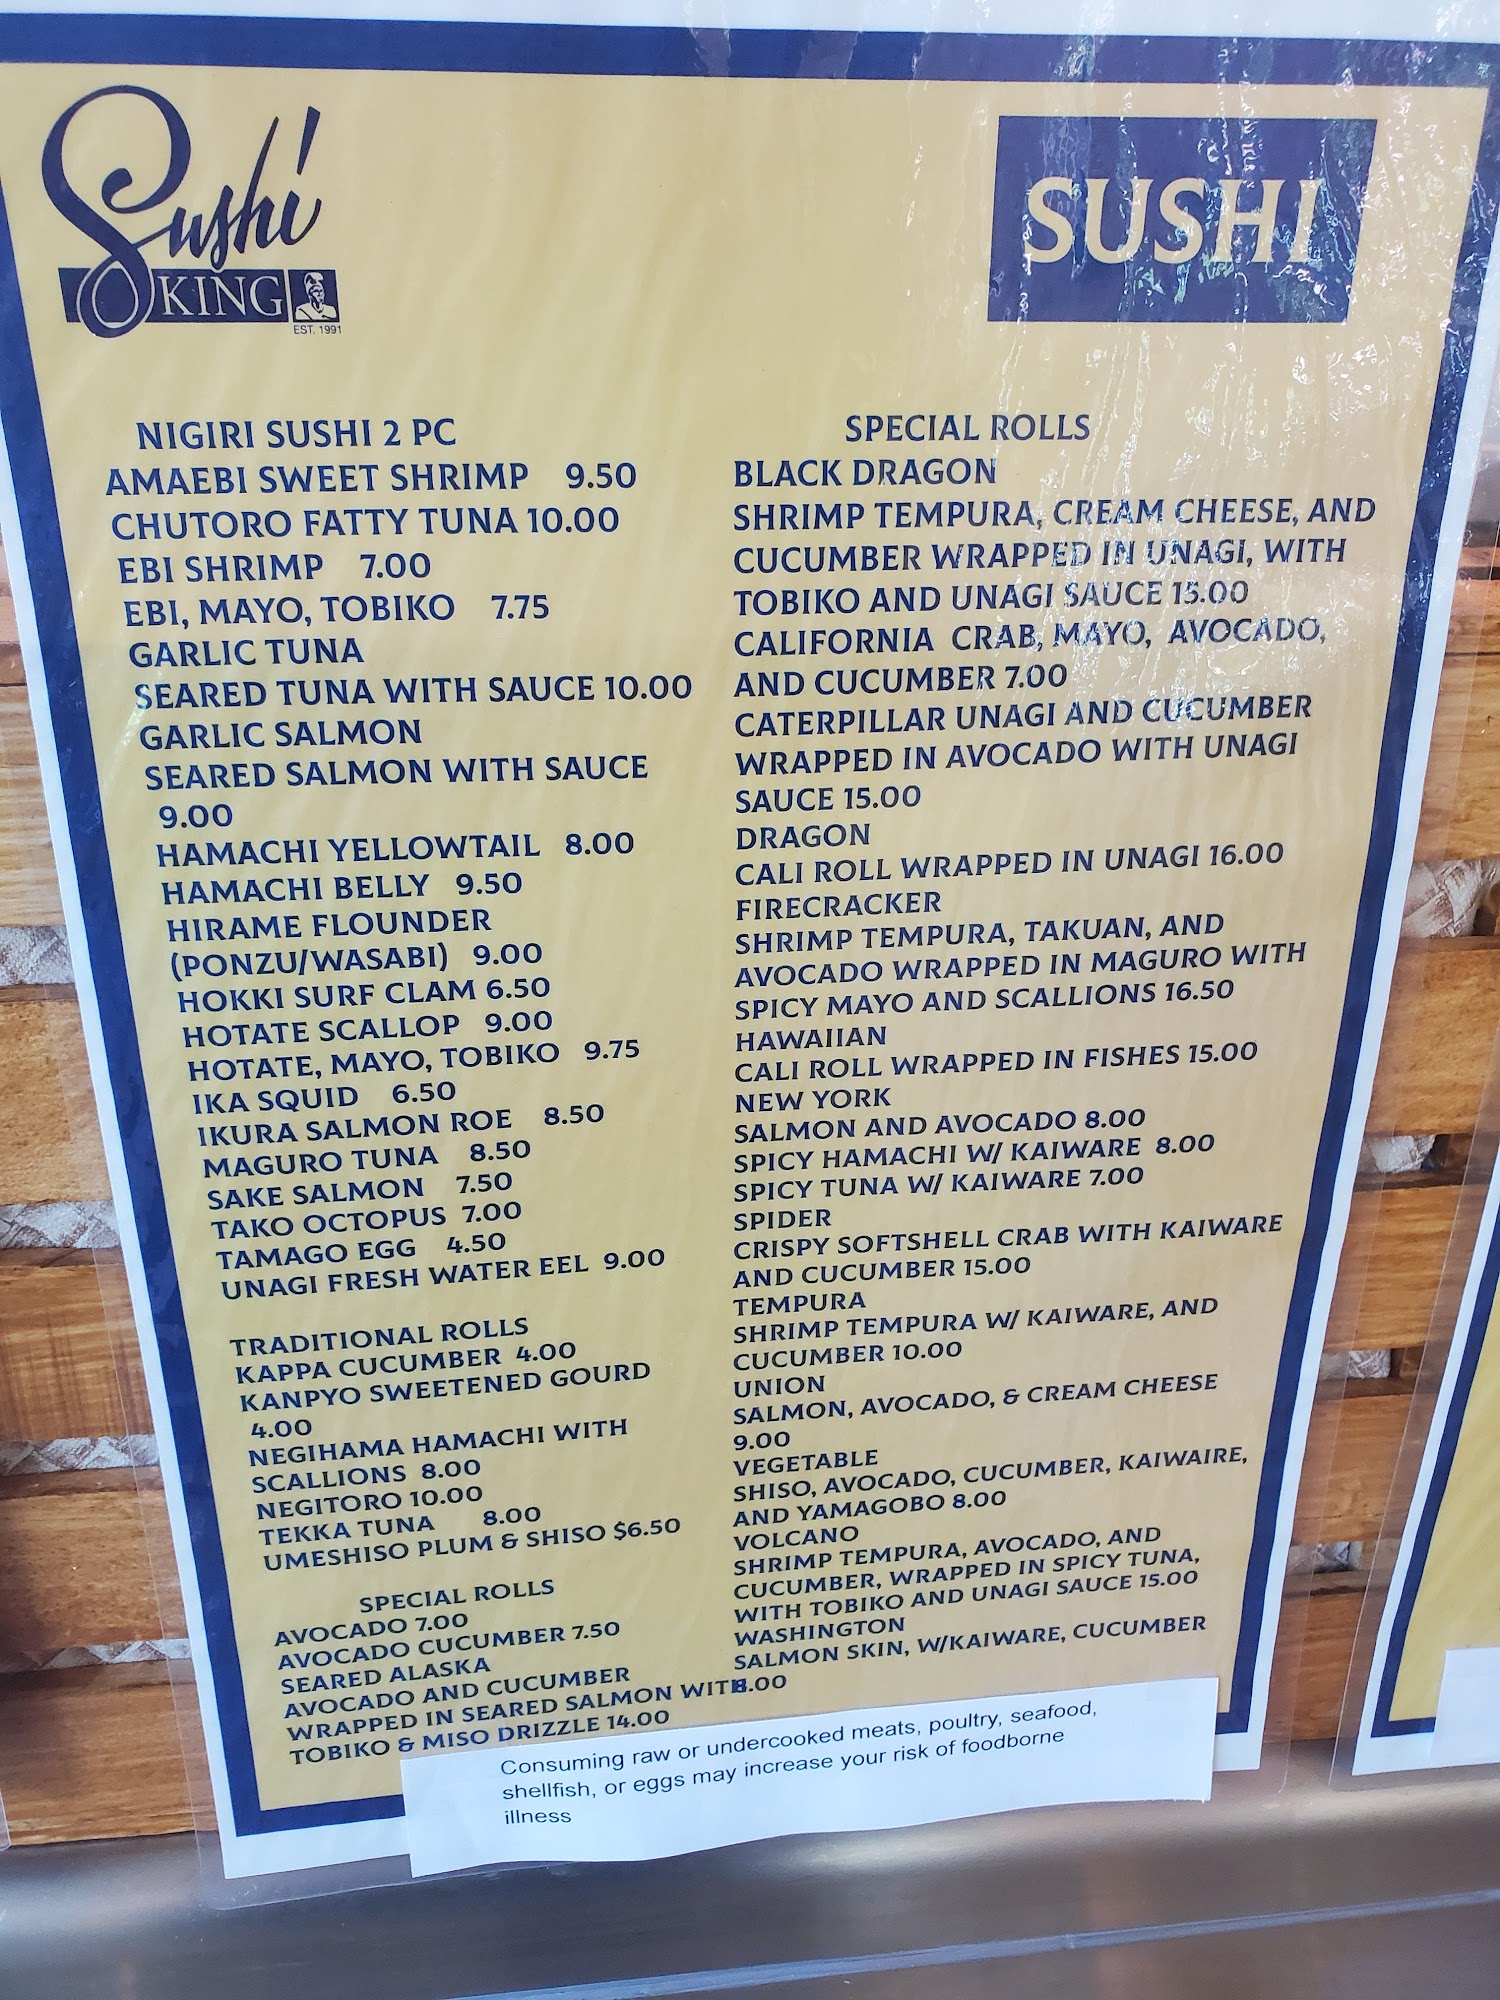 Sushi
KING
EST. 1991
SUSHI
NIGIRI SUSHI 2 PC
AMAEBI SWEET SHRIMP 9.50
CHUTORO FATTY TUNA 10.00
EBI SHRIMP 7.00
EBI, MAYO, TOBIKO 7.75
GARLIC TUNA
SEARED TUNA WITH SAUCE 10.00
GARLIC SALMON
SEARED SALMON WITH SAUCE
9.00
HAMACHI YELLOWTAIL 8.00
HAMACHI BELLY 9.50
HIRAME FLOUNDER
(PONZU/WASABI) 9.00
HOKKI SURF CLAM 6.50
HOTATE SCALLOP 9.00
HOTATE, MAYO, TOBIKO 9.75
IKA SQUID 6.50
IKURA SALMON ROE 8.50
MAGURO TUNA 8.50
SAKE SALMON 7.50
TAKO OCTOPUS 7.00
TAMAGO EGG 4.50
UNAGI FRESH WATER EEL 9.00
TRADITIONAL ROLLS
KAPPA CUCUMBER 4.00
KANPYO SWEETENED GOURD
4.00
NEGIHAMA HAMACHI WITH
SCALLIONS 8.00
NEGITORO 10.00
TEKKA TUNA 8.00
UMESHISO PLUM & SHISO $6.50
SPECIAL ROLLS
AVOCADO 7.00
AVOCADO CUCUMBER 7.50
SEARED ALASKA
AVOCADO AND CUCUMBER
WRAPPED IN SEARED SALMON WITH
TOBIKO & MISO DRIZZLE 14.00
SPECIAL ROLLS
BLACK DRAGON
SHRIMP TEMPURA, CREAM CHEESE, AND
CUCUMBER WRAPPED IN UNAGI, WITH
TOBIKO AND UNAGI SAUCE 15.00
CALIFORNIA CRAB, MAYO, AVOCADO,
AND CUCUMBER 7.00
CATERPILLAR UNAGI AND CUCUMBER
WRAPPED IN AVOCADO WITH UNAGI
SAUCE 15.00
DRAGON
CALI ROLL WRAPPED IN UNAGI 16.00
FIRECRACKER
SHRIMP TEMPURA, TAKUAN, AND
AVOCADO WRAPPED IN MAGURO WITH
SPICY MAYO AND SCALLIONS 16.50
HAWAIIAN
CALI ROLL WRAPPED IN FISHES 15.00
NEW YORK
SALMON AND AVOCADO 8.00
SPICY HAMACHI W/ KAIWARE 8.00
SPICY TUNA W/ KAIWARE 7.00
SPIDER
CRISPY SOFTSHELL CRAB WITH KAIWARE
AND CUCUMBER 15.00
TEMPURA
SHRIMP TEMPURA W/ KAIWARE, AND
CUCUMBER 10.00
UNION
SALMON, AVOCADO, & CREAM CHEESE
9.00
VEGETABLE
SHISO, AVOCADO, CUCUMBER, KAIWAIRE,
AND YAMAGOBO 8.00
VOLCANO
SHRIMP TEMPURA, AVOCADO, AND
CUCUMBER, WRAPPED IN SPICY TUNA,
WITH TOBIKO AND UNAGI SAUCE 15.00
WASHINGTON
SALMON SKIN, W/KAIWARE, CUCUMBER
8.00
Consuming raw or undercooked meats, poultry, seafood,
shellfish, or eggs may increase your risk of foodborne
illness